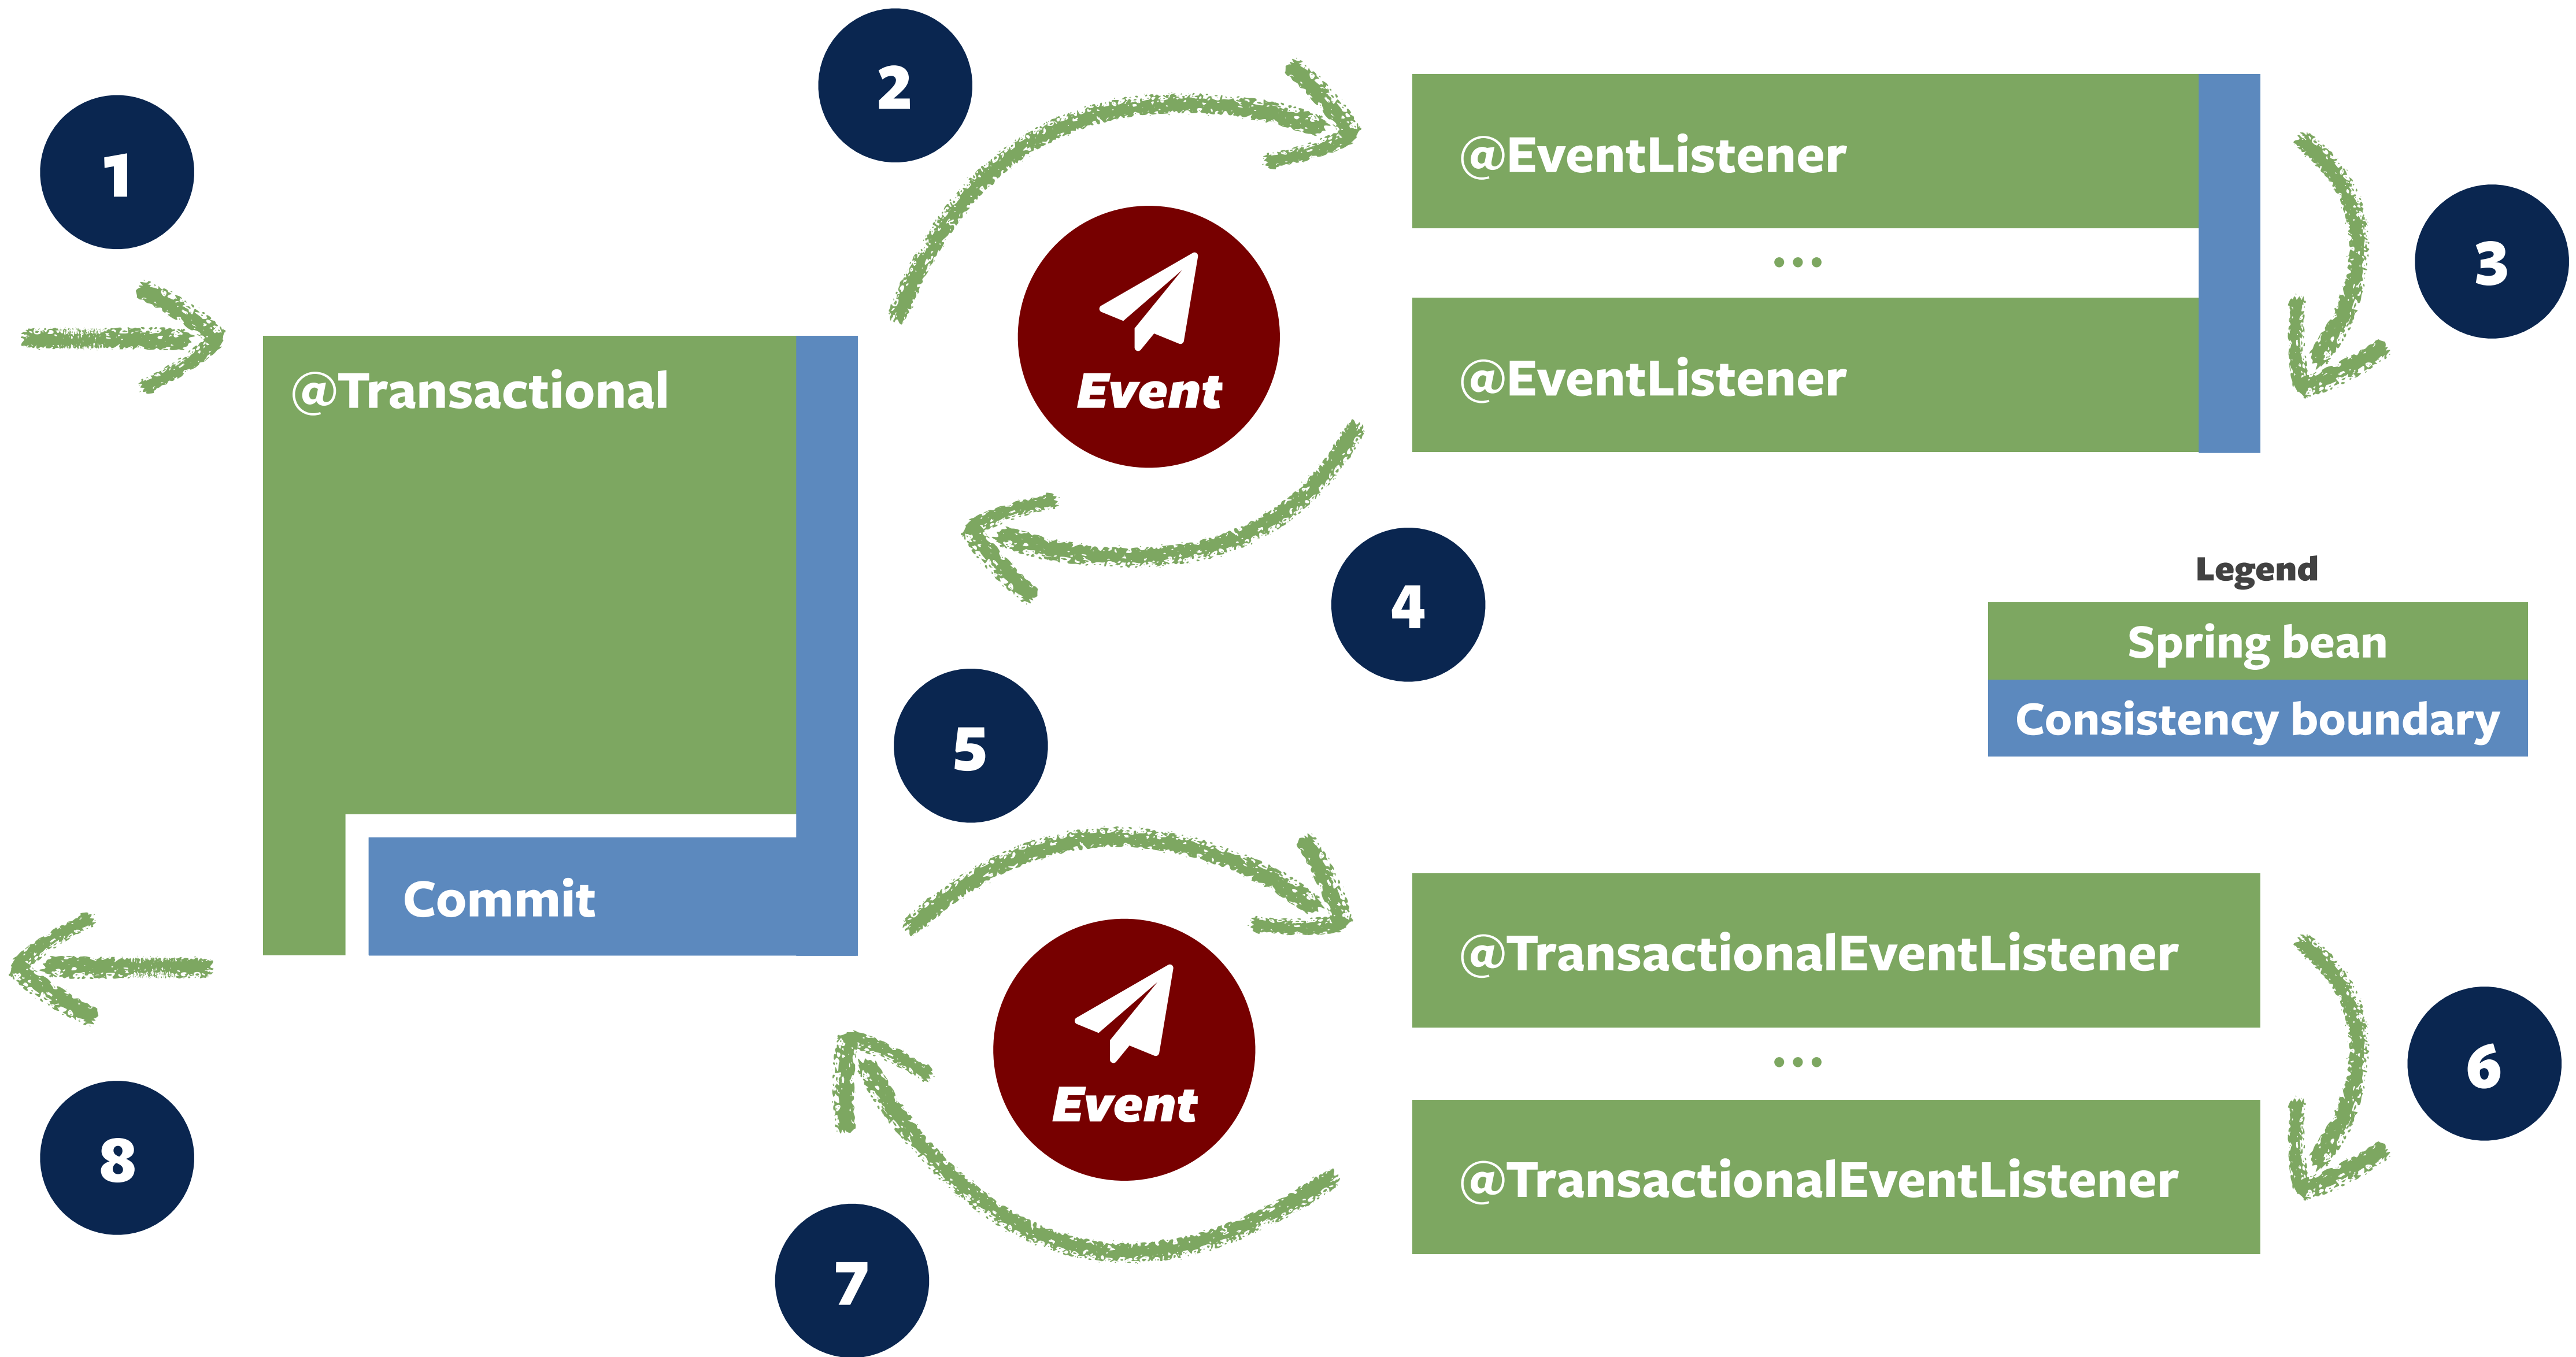 1
2
@EventListener
...
@EventListener
3
@Transactional
Event
4
Legend
Spring bean
Consistency boundary
5
Commit
@TransactionalEventListener
...
@TransactionalEventListener
6
Event
7
8